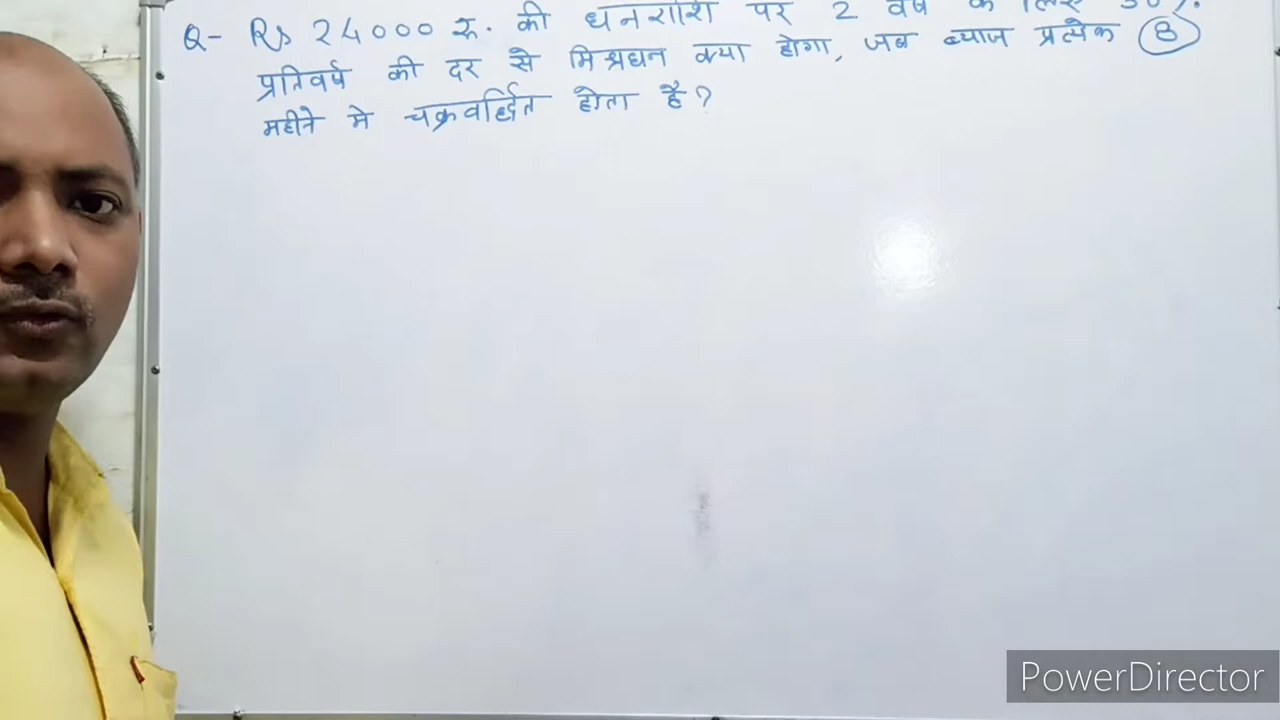 Q- Rs 24000 रु. की धनराशि पर 2 वर्ष के लिए 30%
प्रतिवर्ष की दर से मिश्रधन क्या होगा, जब ब्याज प्रत्येक 8
महीने मे चक्रवर्द्धित होता है?
PowerDirector